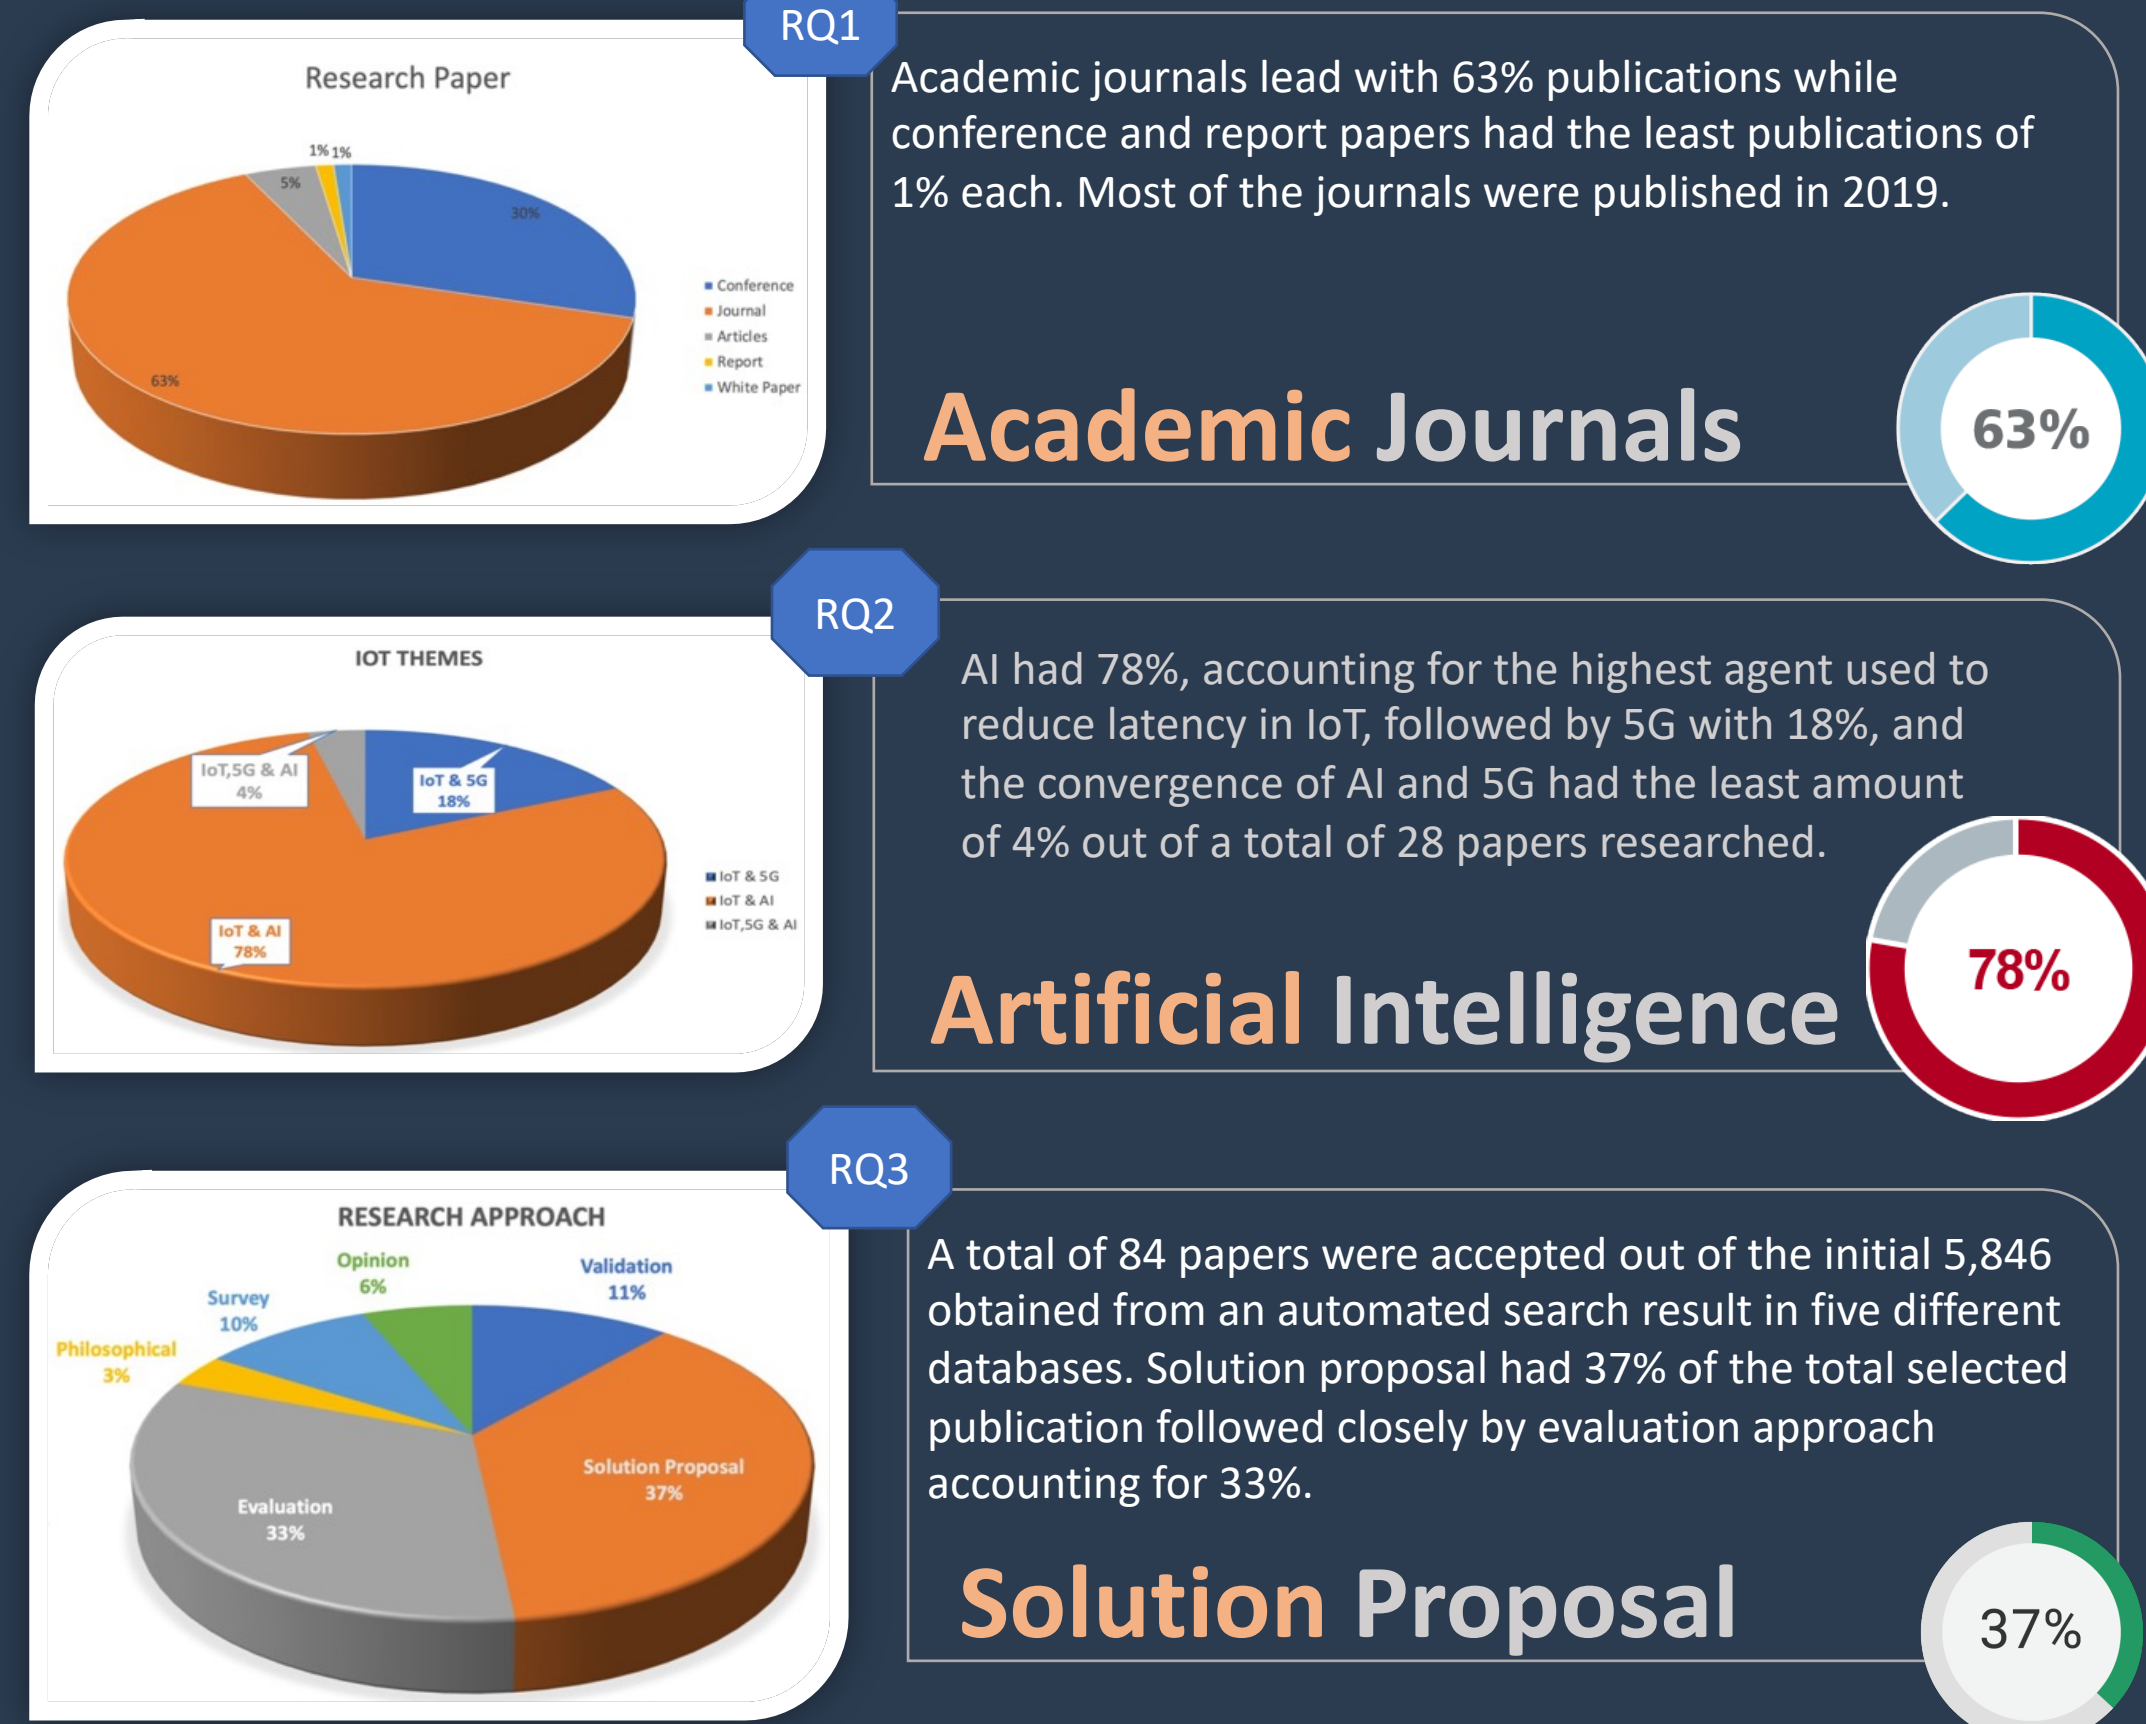 RQ1
Research Paper
1% 1%
5%
30%
63%
Conference
Journal
Articles
Report
White Paper
Academic journals lead with 63% publications while
conference and report papers had the least publications of
1% each. Most of the journals were published in 2019.
Academic Journals
63%
RQ2
IOT THEMES
IoT,5G & AI
4%
IoT & 5G
18%
IoT & AI
78%
IoT & 5G
IoT & AI
IoT,5G & AI
AI had 78%, accounting for the highest agent used to
reduce latency in IoT, followed by 5G with 18%, and
the convergence of AI and 5G had the least amount
of 4% out of a total of 28 papers researched.
Artificial Intelligence
78%
RQ3
RESEARCH APPROACH
Opinion
6%
Validation
11%
Survey
10%
Philosophical
3%
Solution Proposal
37%
Evaluation
33%
A total of 84 papers were accepted out of the initial 5,846
obtained from an automated search result in five different
databases. Solution proposal had 37% of the total selected
publication followed closely by evaluation approach
accounting for 33%.
Solution Proposal
37%